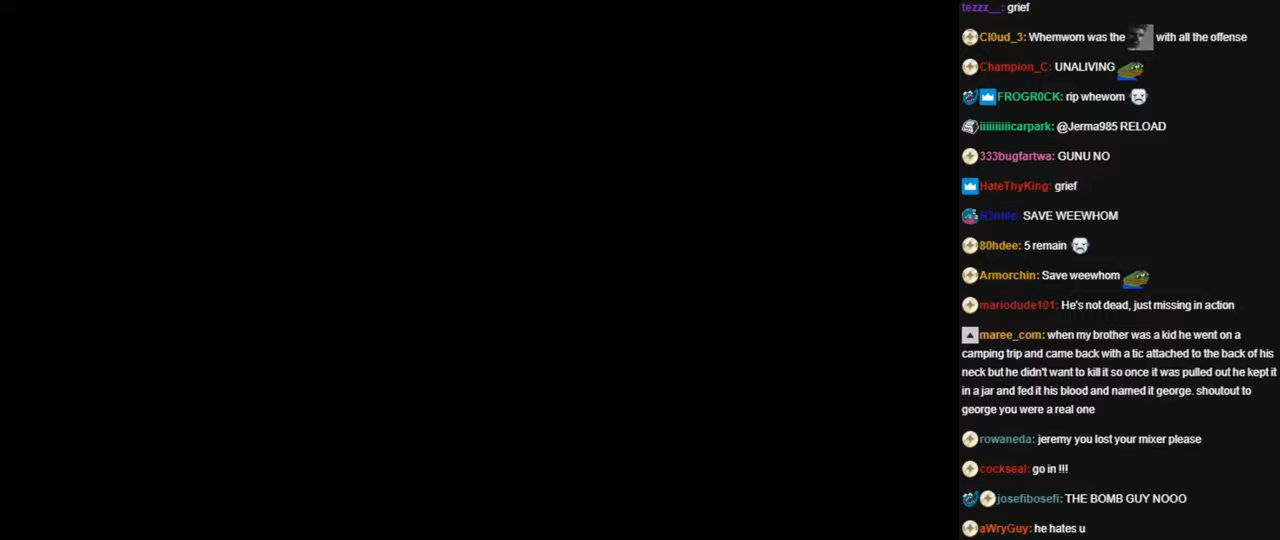 tezzz__: grief
Cl0ud_3: Whemwom was the with all the offense
Champion_C: UNALIVING
FROGR0CK: rip whewom
iiiiiiiiiicarpark: @Jerma985 RELOAD
333bugfartwa: GUNU NO
HateThyKing: grief
SAVE WEEWHOM
80hdee: 5 remain
Armorchin: Save weewhom
mariodude101: He's not dead, just missing in action
maree_com: when my brother was a kid he went on a
camping trip and came back with a tic attached to the back of his
neck but he didn't want to kill it so once it was pulled out he kept it
in a jar and fed it his blood and named it george. shoutout to
george you were a real one
rowaneda: jeremy you lost your mixer please
cockseal: go in !!!
josefibosefi: THE BOMB GUY NOOO
aWryGuy: he hates u